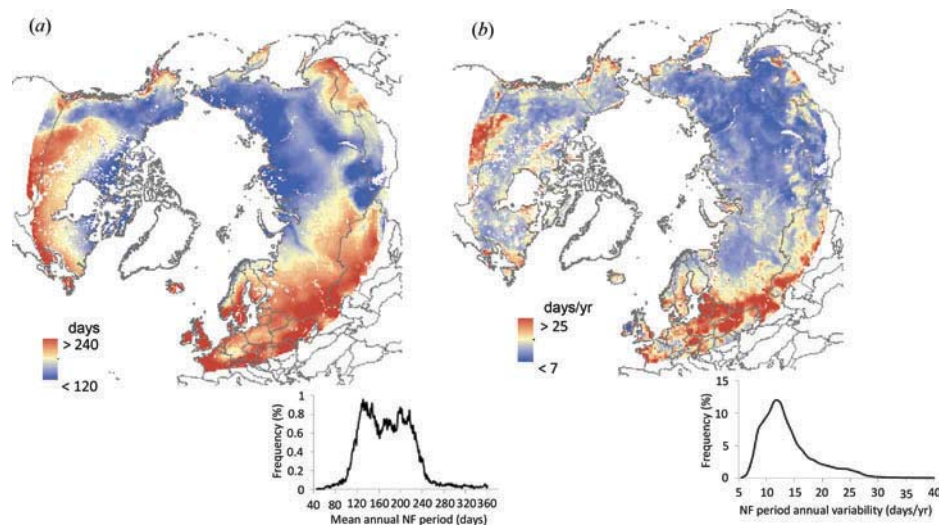 (a)
(b)
days
> 240
< 120
days/yr
> 25
< 7
Frequency (%)
1
0.8
0.6
0.4
0.2
0
40 80 120 160 200 240 280 320 360
Mean annual NF period (days)
Frequency (%)
15
10
5
0
5 10 15 20 25 30 35 40
NF period annual variability (days/yr)